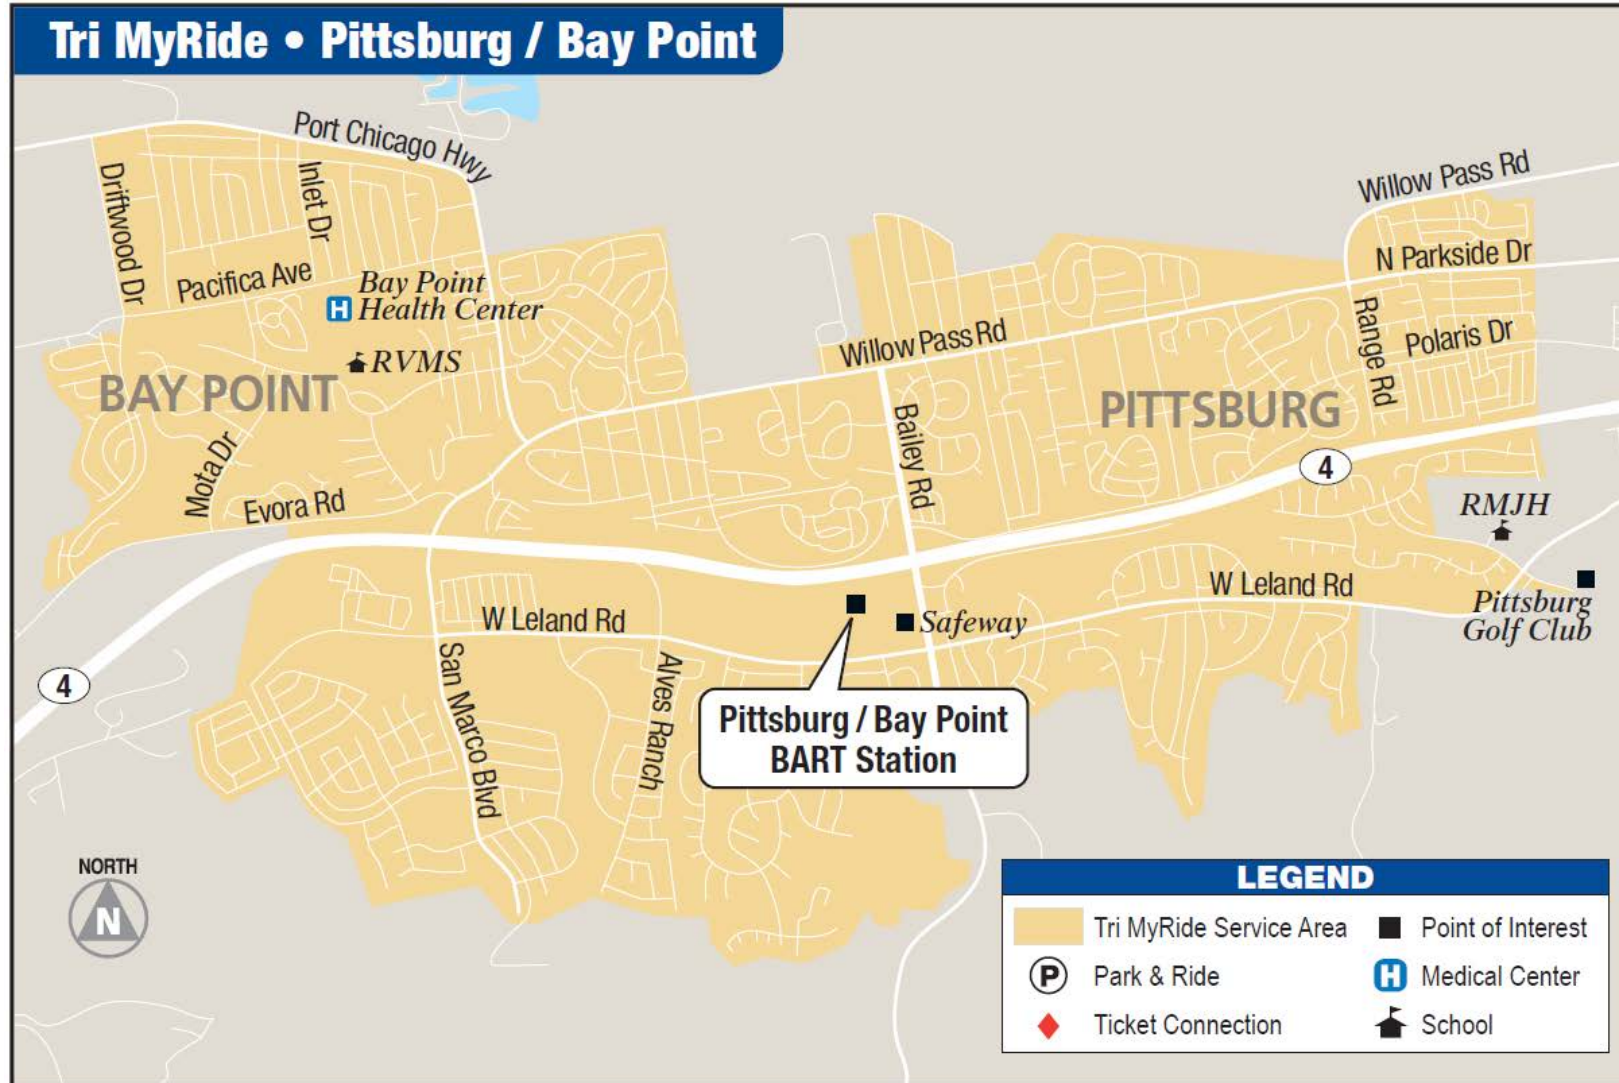 Tri MyRide • Pittsburg / Bay Point
Port Chicago Hwy
Driftwood Dr
Inlet Dr
Pacifica Ave
Bay Point
Health Center
H
RVMS
BAY POINT
Mota Dr
Evora Rd
Willow Pass Rd
N Parkside Dr
Range Rd
Polaris Dr
Willow Pass Rd
Bailey Rd
PITTSBURG
4
RMJH
Pittsburg
Golf Club
W Leland Rd
W Leland Rd
Safeway
4
San Marco Blvd
Alves Ranch
Pittsburg / Bay Point
BART Station
NORTH
N
LEGEND
Tri MyRide Service Area
Point of Interest
P
Park & Ride
H
Medical Center
Ticket Connection
School